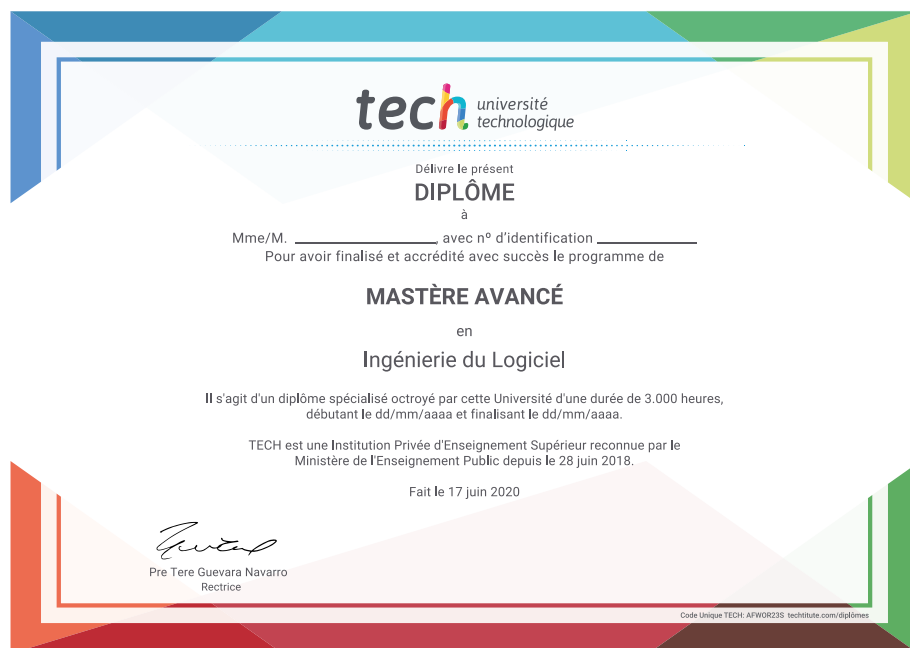 tech université
technologique
Délivre le présent
DIPLÔME
à
Mme/M. ____________________, avec nº d'identification ______________
Pour avoir finalisé et accrédité avec succès le programme de
MASTÈRE AVANCÉ
en
Ingénierie du Logiciel
Il s'agit d'un diplôme spécialisé octroyé par cette Université d'une durée de 3.000 heures,
débutant le dd/mm/aaaa et finalisant le dd/mm/aaaa.
TECH est une Institution Privée d'Enseignement Supérieur reconnue par le
Ministère de l'Enseignement Public depuis le 28 juin 2018.
Fait le 17 juin 2020
Pre Tere Guevara Navarro
Rectrice
Code Unique TECH: AFWOR23S techtitute.com/diplômes